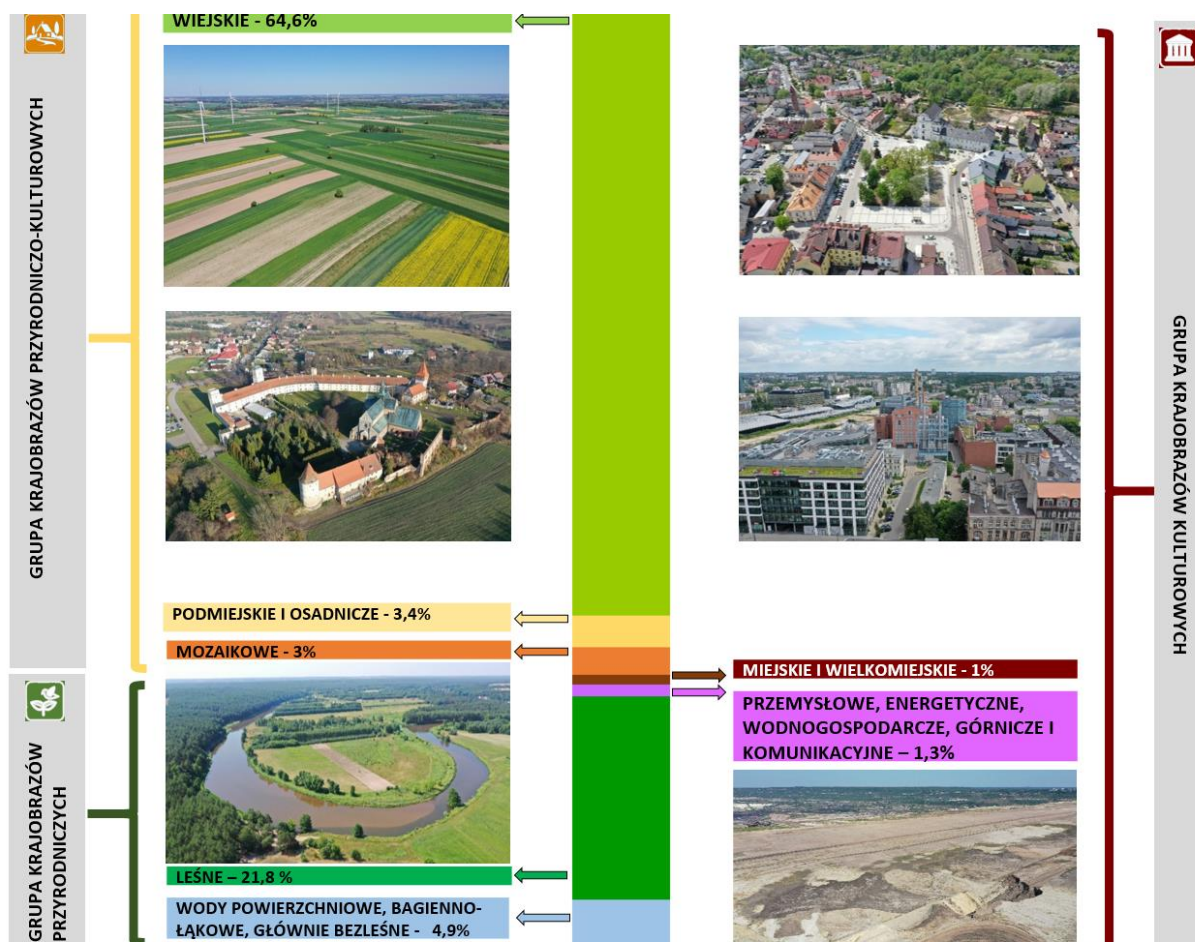 GRUPA KRAJOBRAZÓW PRZYRODNICZO-KULTUROWYCH
WIEJSKIE - 64,6%
PODMIEJSKIE I OSADNICZE - 3,4%
MOZAIKOWE - 3%
GRUPA KRAJOBRAZÓW
PRZYRODNICZYCH
LEŚNE – 21,8 %
WODY POWIERZCHNIOWE, BAGIENNO-
ŁĄKOWE, GŁÓWNIE BEZLEŚNE - 4,9%
GRUPA KRAJOBRAZÓW KULTUROWYCH
MIEJSKIE I WIELKOMIEJSKIE - 1%
PRZEMYSŁOWE, ENERGETYCZNE,
WODNOGOSPODARCZE, GÓRNICZE I
KOMUNIKACYJNE – 1,3%